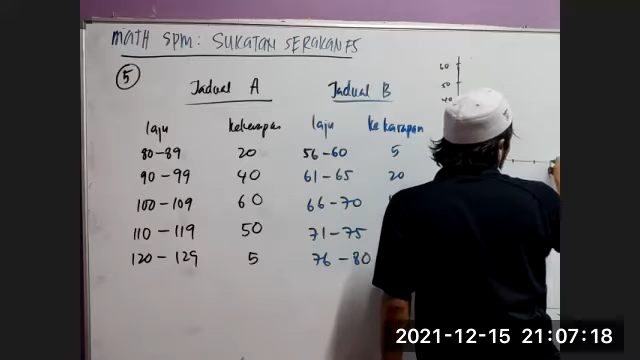 MATH SPM: SUKATAN SERAKAN F5
5
Jadual A Jadual B
laju kekerapan laju kekerapan
80-89 20 56-60 5
90-99 40 61-65 20
100-109 60 66-70
110-119 50 71-75
120-129 5 76-80
60
50
40
2021-12-15 21:07:18